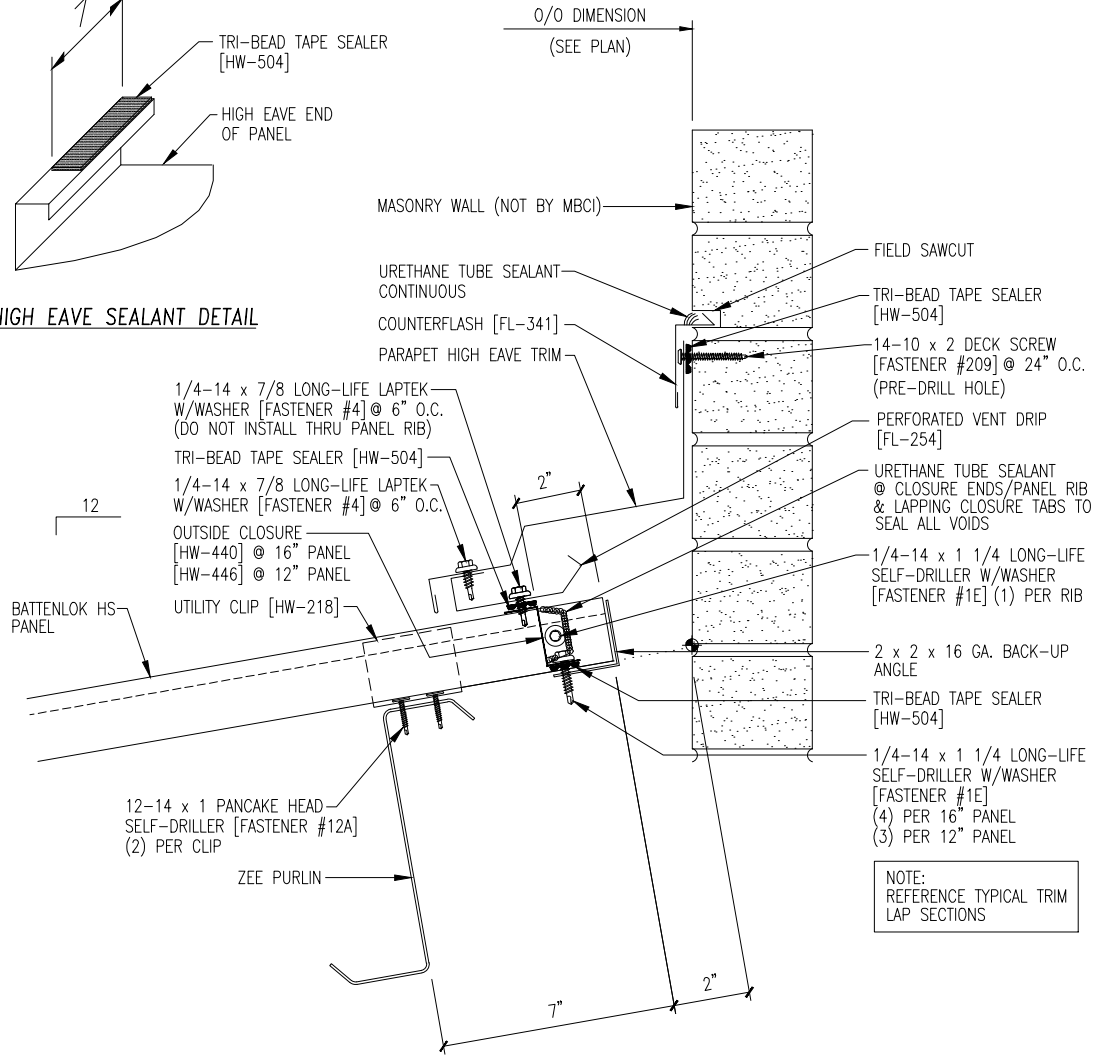 TRI-BEAD TAPE SEALER
[HW-504]
HIGH EAVE END
OF PANEL
HIGH EAVE SEALANT DETAIL
O/O DIMENSION
(SEE PLAN)
MASONRY WALL (NOT BY MBCI)
URETHANE TUBE SEALANT
CONTINUOUS
COUNTERFLASH [FL-341]
PARAPET HIGH EAVE TRIM
1/4-14 x 7/8 LONG-LIFE LAPTEK
W/WASHER [FASTENER #4] @ 6" O.C.
(DO NOT INSTALL THRU PANEL RIB)
TRI-BEAD TAPE SEALER [HW-504]
1/4-14 x 7/8 LONG-LIFE LAPTEK
W/WASHER [FASTENER #4] @ 6" O.C.
OUTSIDE CLOSURE
[HW-440] @ 16" PANEL
[HW-446] @ 12" PANEL
UTILITY CLIP [HW-218]
12
BATTENLOK HS
PANEL
2"
FIELD SAWCUT
TRI-BEAD TAPE SEALER
[HW-504]
14-10 x 2 DECK SCREW
[FASTENER #209] @ 24" O.C.
(PRE-DRILL HOLE)
PERFORATED VENT DRIP
[FL-254]
URETHANE TUBE SEALANT
@ CLOSURE ENDS/PANEL RIB
& LAPPING CLOSURE TABS TO
SEAL ALL VOIDS
1/4-14 x 1 1/4 LONG-LIFE
SELF-DRILLER W/WASHER
[FASTENER #1E] (1) PER RIB
2 x 2 x 16 GA. BACK-UP
ANGLE
TRI-BEAD TAPE SEALER
[HW-504]
1/4-14 x 1 1/4 LONG-LIFE
SELF-DRILLER W/WASHER
[FASTENER #1E]
(4) PER 16" PANEL
(3) PER 12" PANEL
12-14 x 1 PANCAKE HEAD
SELF-DRILLER [FASTENER #12A]
(2) PER CLIP
ZEE PURLIN
NOTE:
REFERENCE TYPICAL TRIM
LAP SECTIONS
7"
2"